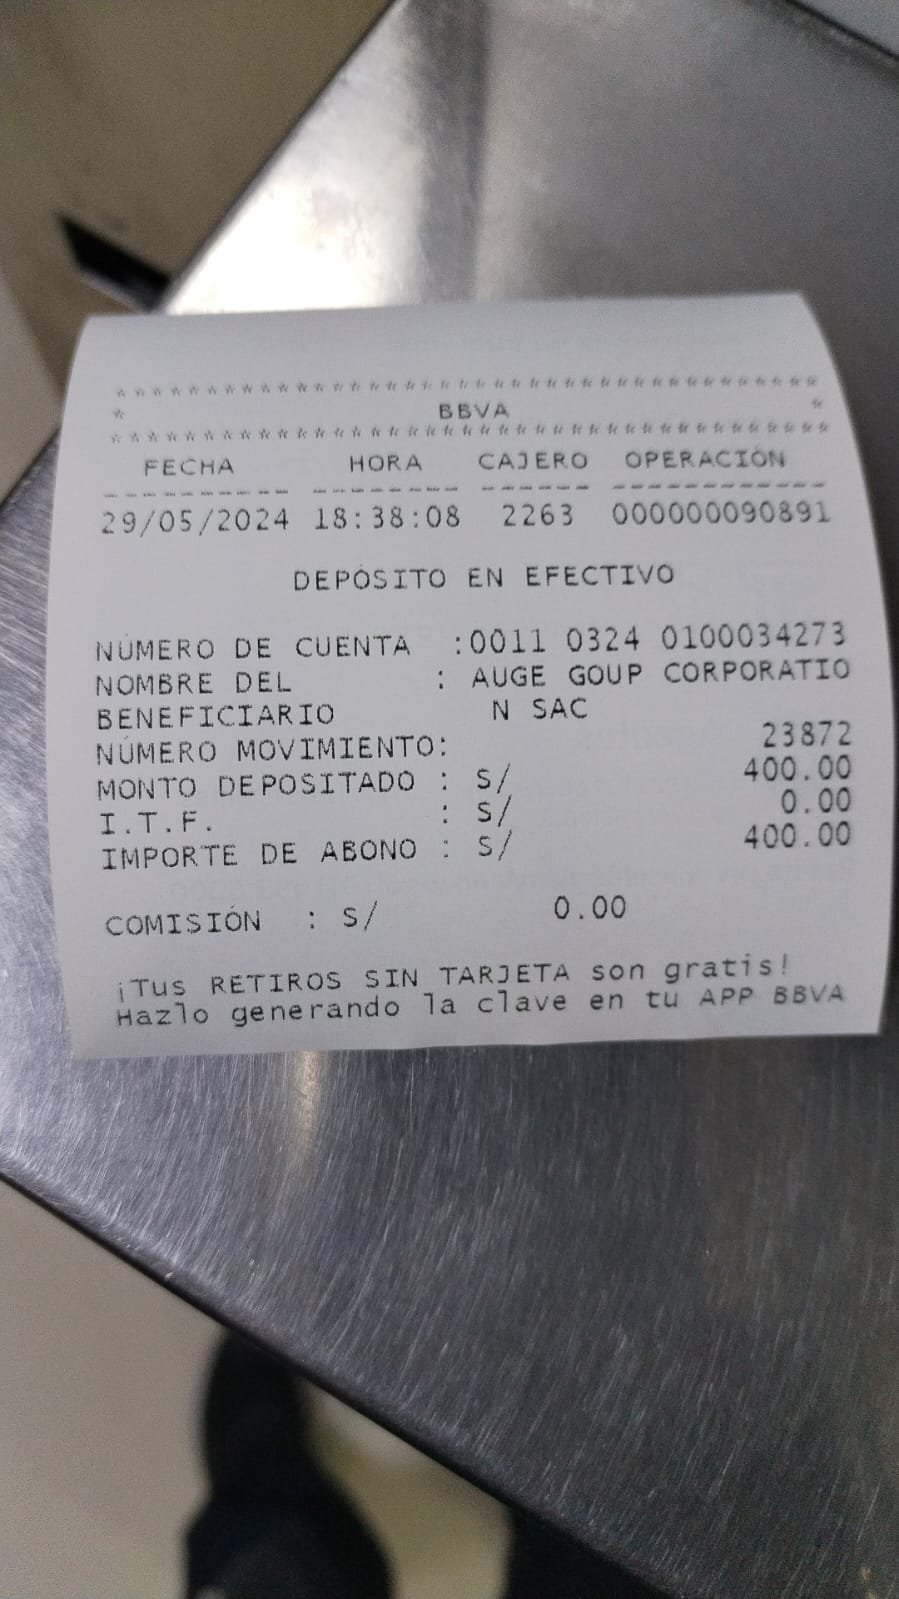 * * * * * * * * * * * * * * * * * * * * * * * * * * * * * * * * * * * * * * * *
* BBVA *
* * * * * * * * * * * * * * * * * * * * * * * * * * * * * * * * * * * * * * * *
FECHA HORA CAJERO OPERACIÓN
---------- -------- ------ ------------
29/05/2024 18:38:08 2263 000000090891
DEPÓSITO EN EFECTIVO
NÚMERO DE CUENTA :0011 0324 0100034273
NOMBRE DEL : AUGE GOUP CORPORATIO
BENEFICIARIO N SAC
NÚMERO MOVIMIENTO: 23872
MONTO DEPOSITADO : S/ 400.00
I.T.F. : S/ 0.00
IMPORTE DE ABONO : S/ 400.00
COMISIÓN : S/ 0.00
¡Tus RETIROS SIN TARJETA son gratis!
Hazlo generando la clave en tu APP BBVA